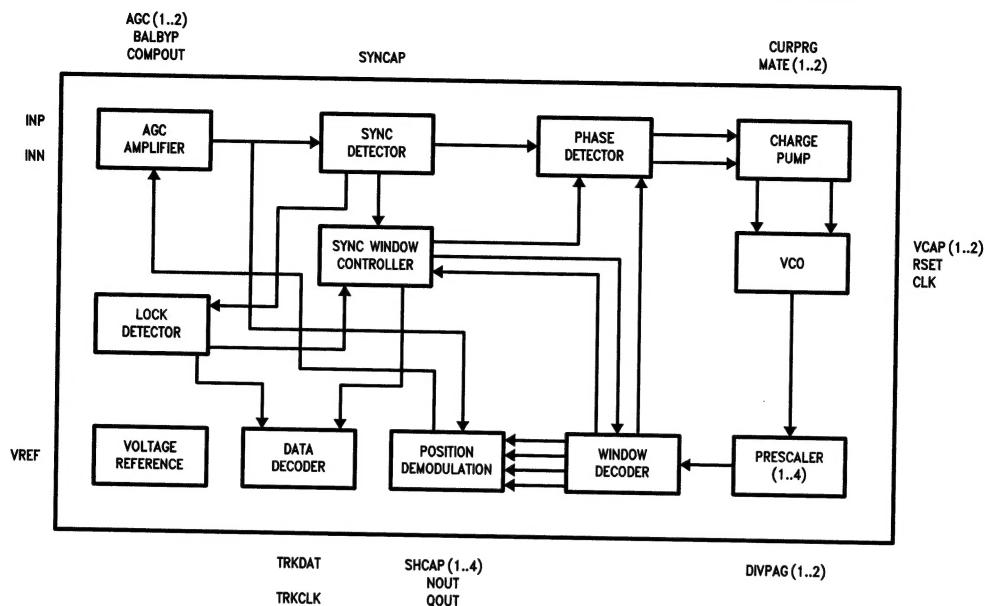 AGC (1..2)
BALBYP
COMPOUT
SYNCAP
CURPRG
MATE (1..2)
INP
INN
AGC
AMPLIFIER
SYNC
DETECTOR
PHASE
DETECTOR
CHARGE
PUMP
SYNC WINDOW
CONTROLLER
VCO
VCAP (1..2)
RSET
CLK
LOCK
DETECTOR
VREF
VOLTAGE
REFERENCE
DATA
DECODER
POSITION
DEMODULATION
WINDOW
DECODER
PRESCALER
(1..4)
TRKDAT
TRKCLK
SHCAP (1..4)
NOUT
QOUT
DIVPAG (1..2)